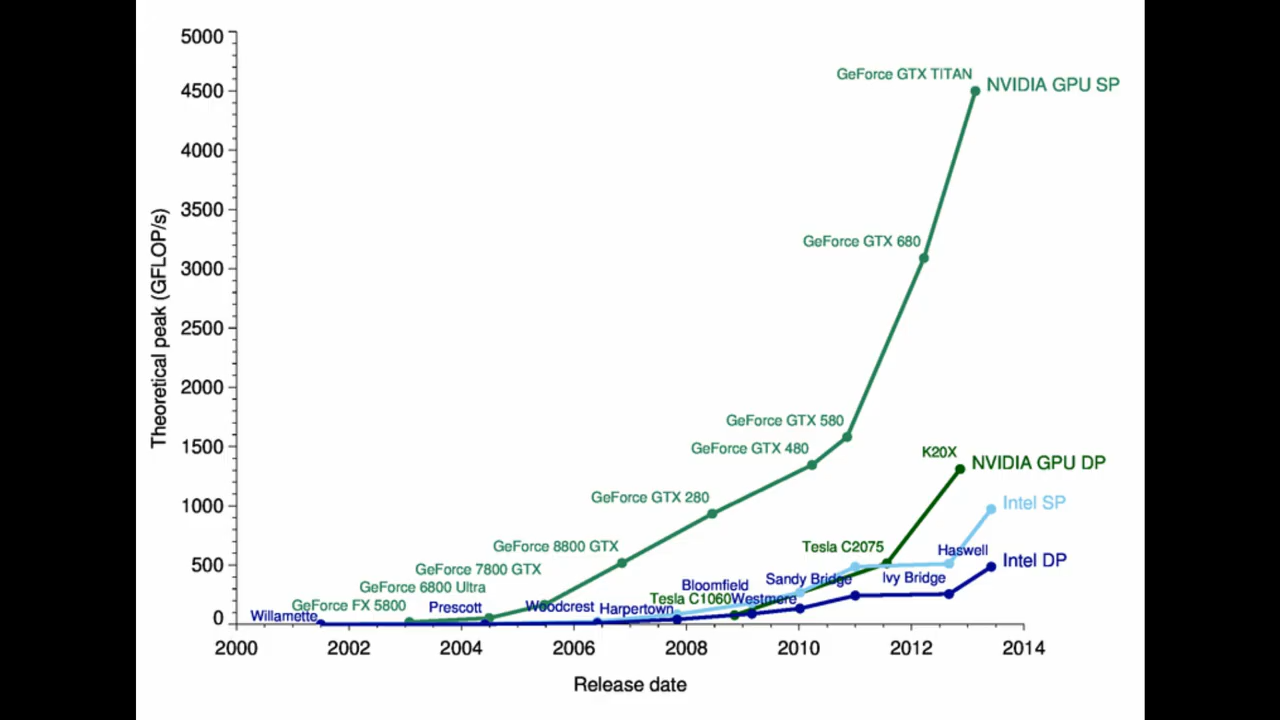 5000
GeForce GTX TITAN
NVIDIA GPU SP
4500
4000
3500
GeForce GTX 680
3000
Theoretical peak (GFLOP/s)
2500
2000
GeForce GTX 580
1500
GeForce GTX 480
K20X
NVIDIA GPU DP
GeForce GTX 280
1000
Intel SP
GeForce 8800 GTX
Tesla C2075
Haswell
Intel DP
500
GeForce 7800 GTX
Sandy Bridge
Ivy Bridge
GeForce 6800 Ultra
Bloomfield
Tesla C1060
Westmere
GeForce FX 5800
Prescott
Woodcrest
Harpertown
Willamette
0
2000 2002 2004 2006 2008 2010 2012 2014
Release date